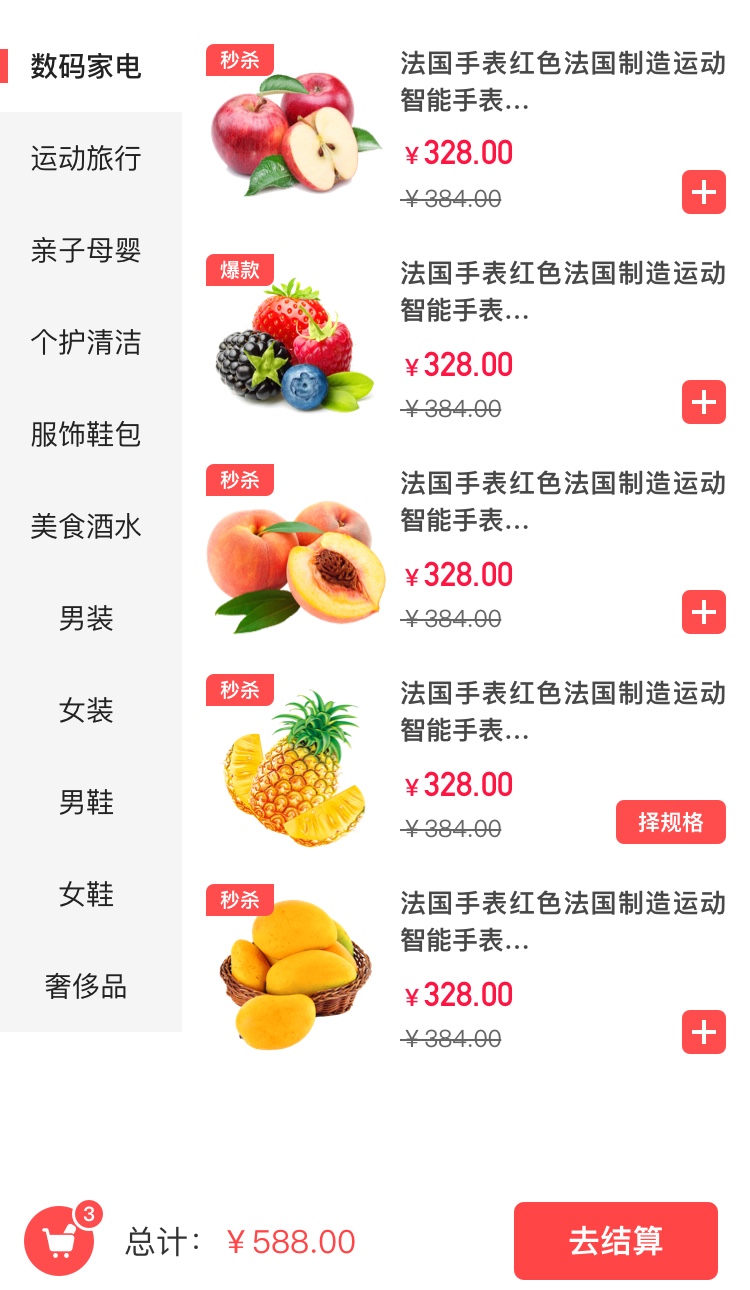 数码家电
运动旅行
亲子母婴
个护清洁
服饰鞋包
美食酒水
男装
女装
男鞋
女鞋
奢侈品
秒杀
法国手表红色法国制造运动
智能手表...
¥328.00
¥384.00
爆款
法国手表红色法国制造运动
智能手表...
¥328.00
¥384.00
秒杀
法国手表红色法国制造运动
智能手表...
¥328.00
¥384.00
秒杀
法国手表红色法国制造运动
智能手表...
¥328.00
¥384.00
择规格
秒杀
法国手表红色法国制造运动
智能手表...
¥328.00
¥384.00
3
总计： ¥588.00
去结算